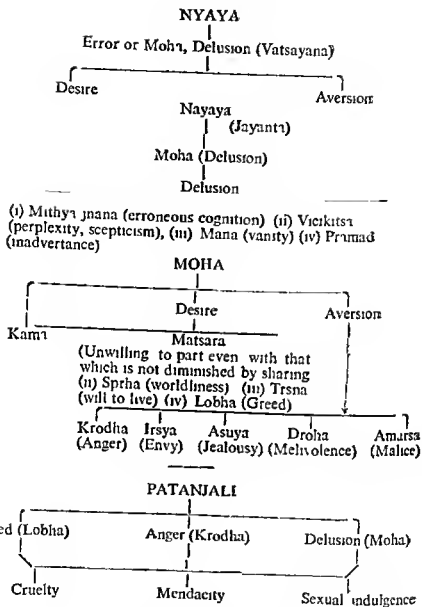 NYAYA
Error or Moha, Delusion (Vatsayana)
Desire Aversion
Nayaya
(Jayanta)
Moha (Delusion)
Delusion
(i) Mithya jnana (erroneous cognition) (ii) Vicikitsa
(perplexity, scepticism), (iii) Mana (vanity) (iv) Pramad
(inadvertance)
MOHA
Kama Desire Aversion
Matsara
(Unwilling to part even with that
which is not diminished by sharing
(ii) Sprha (worldliness) (iii) Trsna
(will to live) (iv) Lobha (Greed)
Krodha Irsya Asuya Droha Amarsa
(Anger) (Envy) (Jealousy) (Melivolence) (Malice)
PATANJALI
ed (Lobha) Anger (Krodha) Delusion (Moha)
Cruelty Mendacity Sexual indulgence